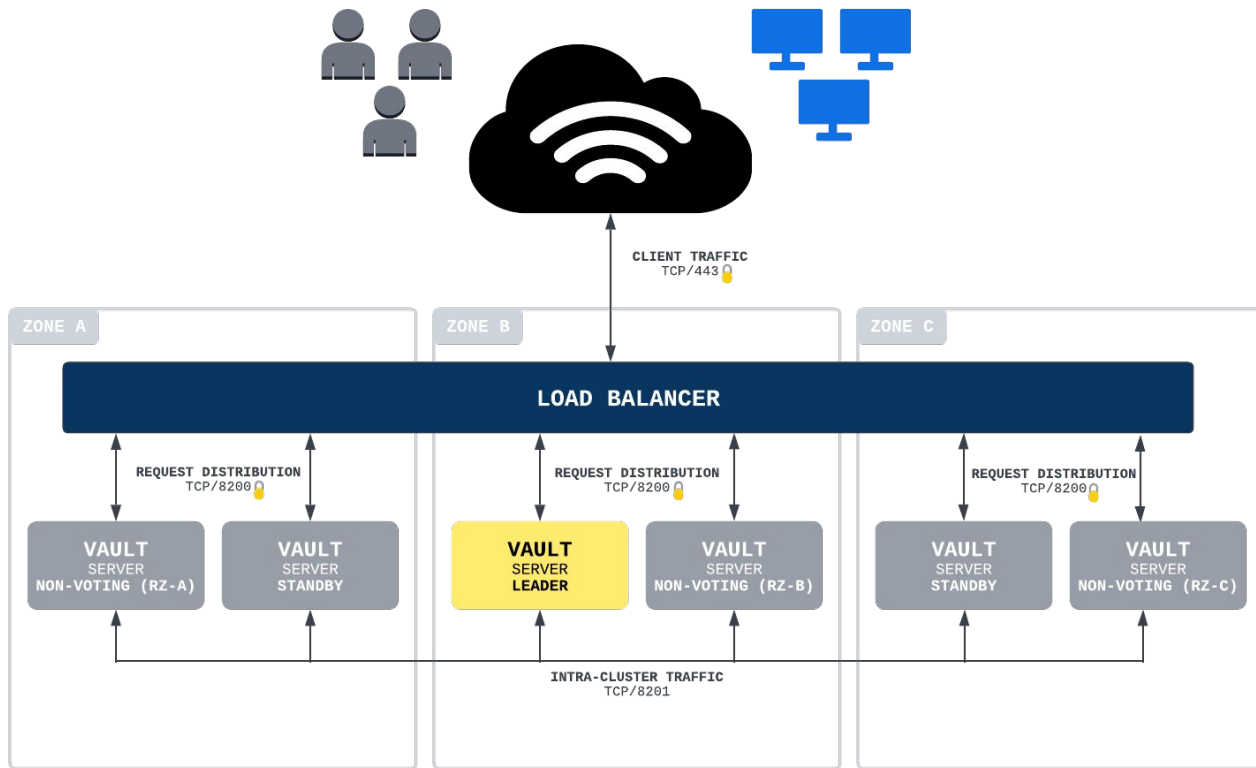 CLIENT TRAFFIC
TCP/443
ZONE A
ZONE B
ZONE C
LOAD BALANCER
REQUEST DISTRIBUTION
TCP/8200
REQUEST DISTRIBUTION
TCP/8200
REQUEST DISTRIBUTION
TCP/8200
VAULT
SERVER
NON-VOTING (RZ-A)
VAULT
SERVER
STANDBY
VAULT
SERVER
LEADER
VAULT
SERVER
NON-VOTING (RZ-B)
VAULT
SERVER
STANDBY
VAULT
SERVER
NON-VOTING (RZ-C)
INTRA-CLUSTER TRAFFIC
TCP/8201